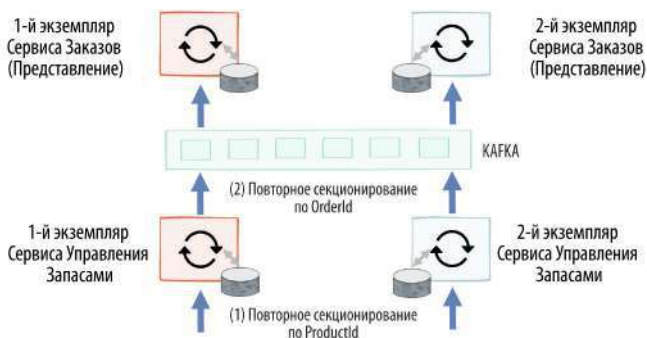 1-й экземпляр
Сервиса Заказов
(Представление)
2-й экземпляр
Сервиса Заказов
(Представление)
KAFKA
(2) Повторное секционирование
по OrderId
1-й экземпляр
Сервиса Управления
Запасами
2-й экземпляр
Сервиса Управления
Запасами
(1) Повторное секционирование
по ProductId